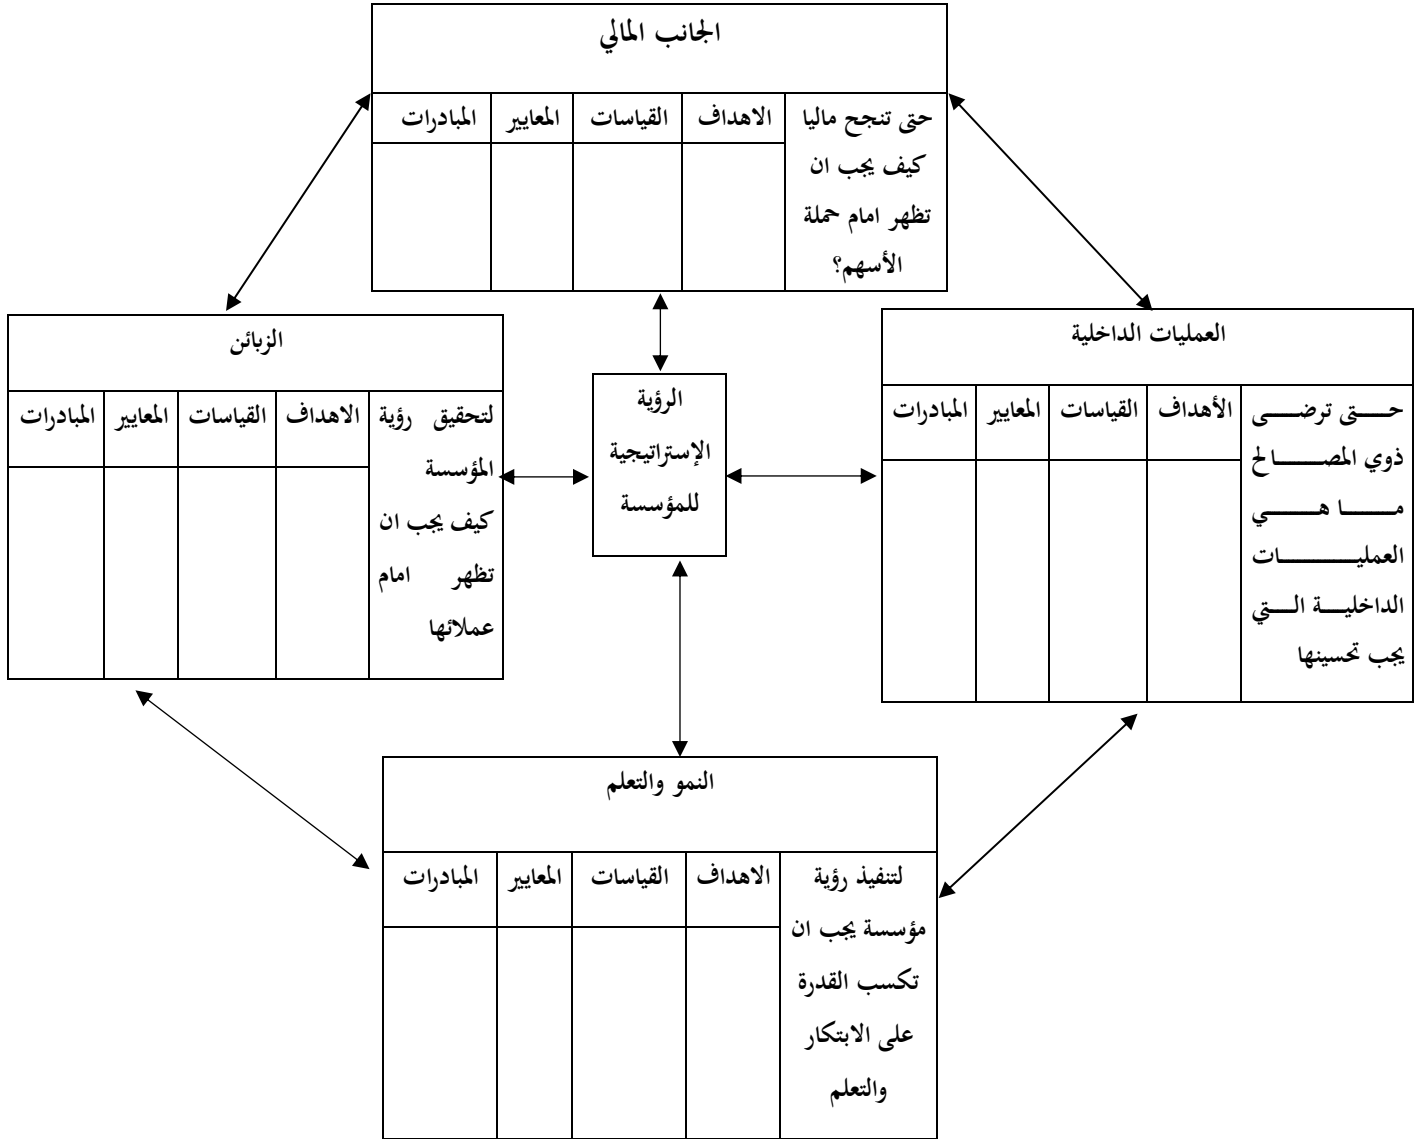 الجانب المالي
حتى تنجح ماليا
كيف يجب ان
تظهر امام حملة
الأسهم؟
الاهداف
القياسات
المعايير
المبادرات
العمليات الداخلية
حتى ترضى
ذوي المصالح
ما هي
العمليات
الداخلية التي
يجب تحسينها
الأهداف
القياسات
المعايير
المبادرات
الرؤية
الإستراتيجية
للمؤسسة
الزبائن
لتحقيق رؤية
المؤسسة
كيف يجب ان
تظهر امام
عملائها
الاهداف
القياسات
المعايير
المبادرات
النمو والتعلم
لتنفيذ رؤية
مؤسسة يجب ان
تكسب القدرة
على الابتكار
والتعلم
الاهداف
القياسات
المعايير
المبادرات